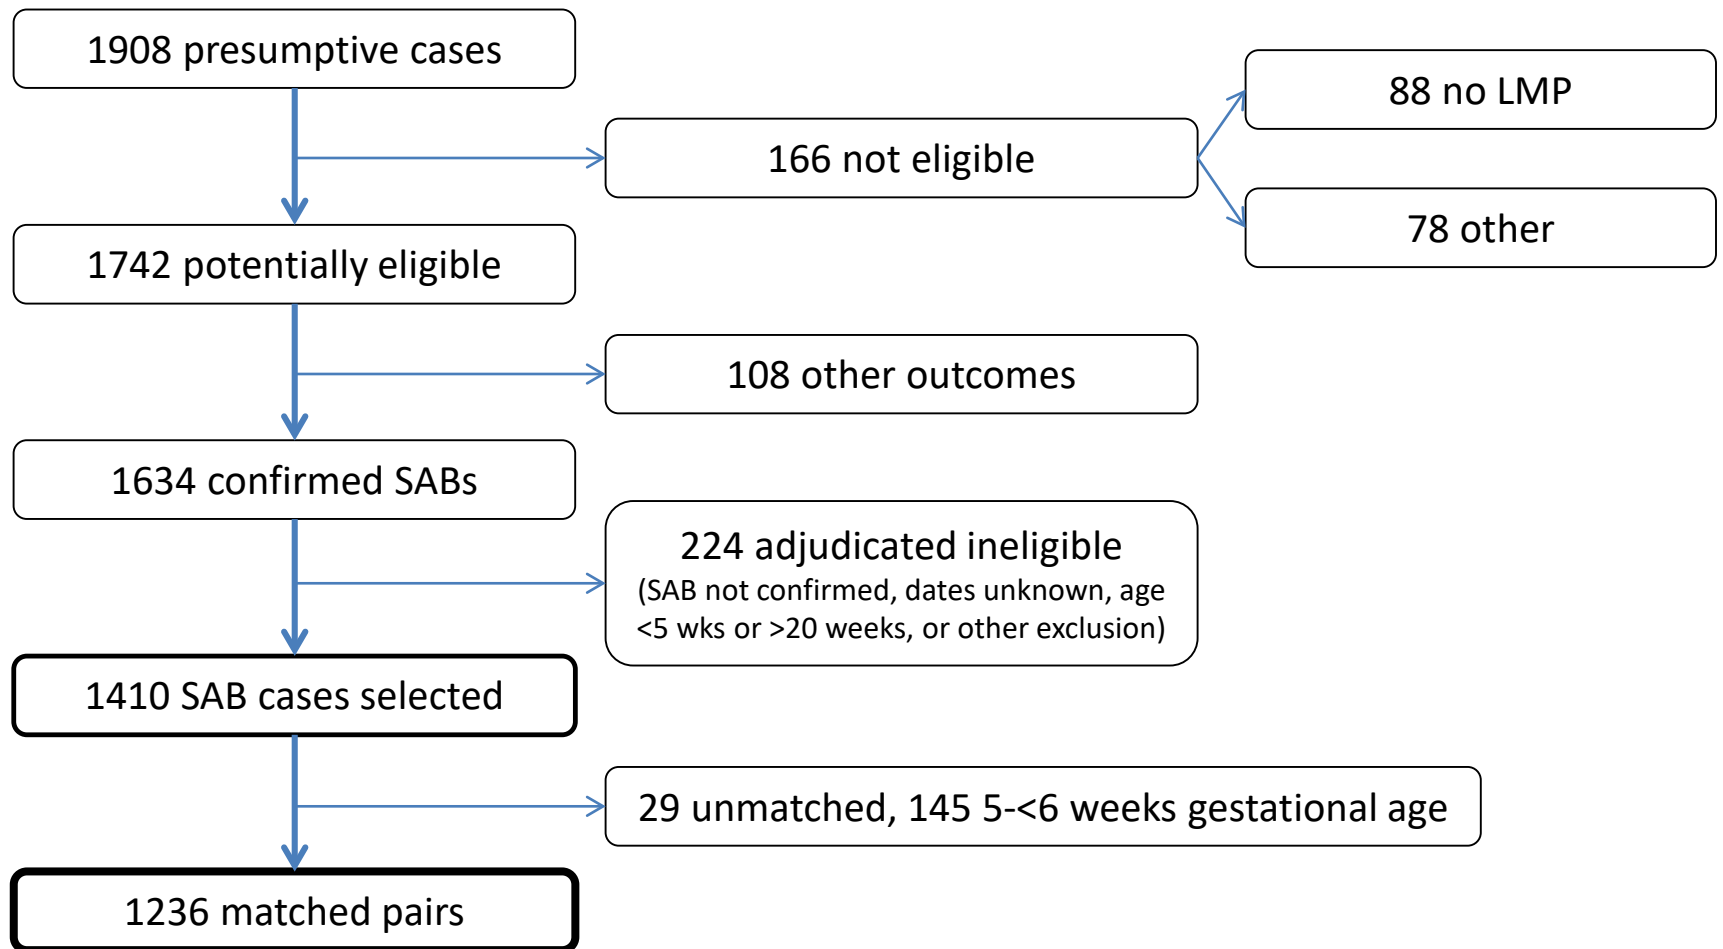 1908 presumptive cases
88 no LMP
166 not eligible
78 other
1742 potentially eligible
108 other outcomes
1634 confirmed SABs
224 adjudicated ineligible
(SAB not confirmed, dates unknown, age
<5 wks or >20 weeks, or other exclusion)
1410 SAB cases selected
29 unmatched, 145 5-<6 weeks gestational age
1236 matched pairs